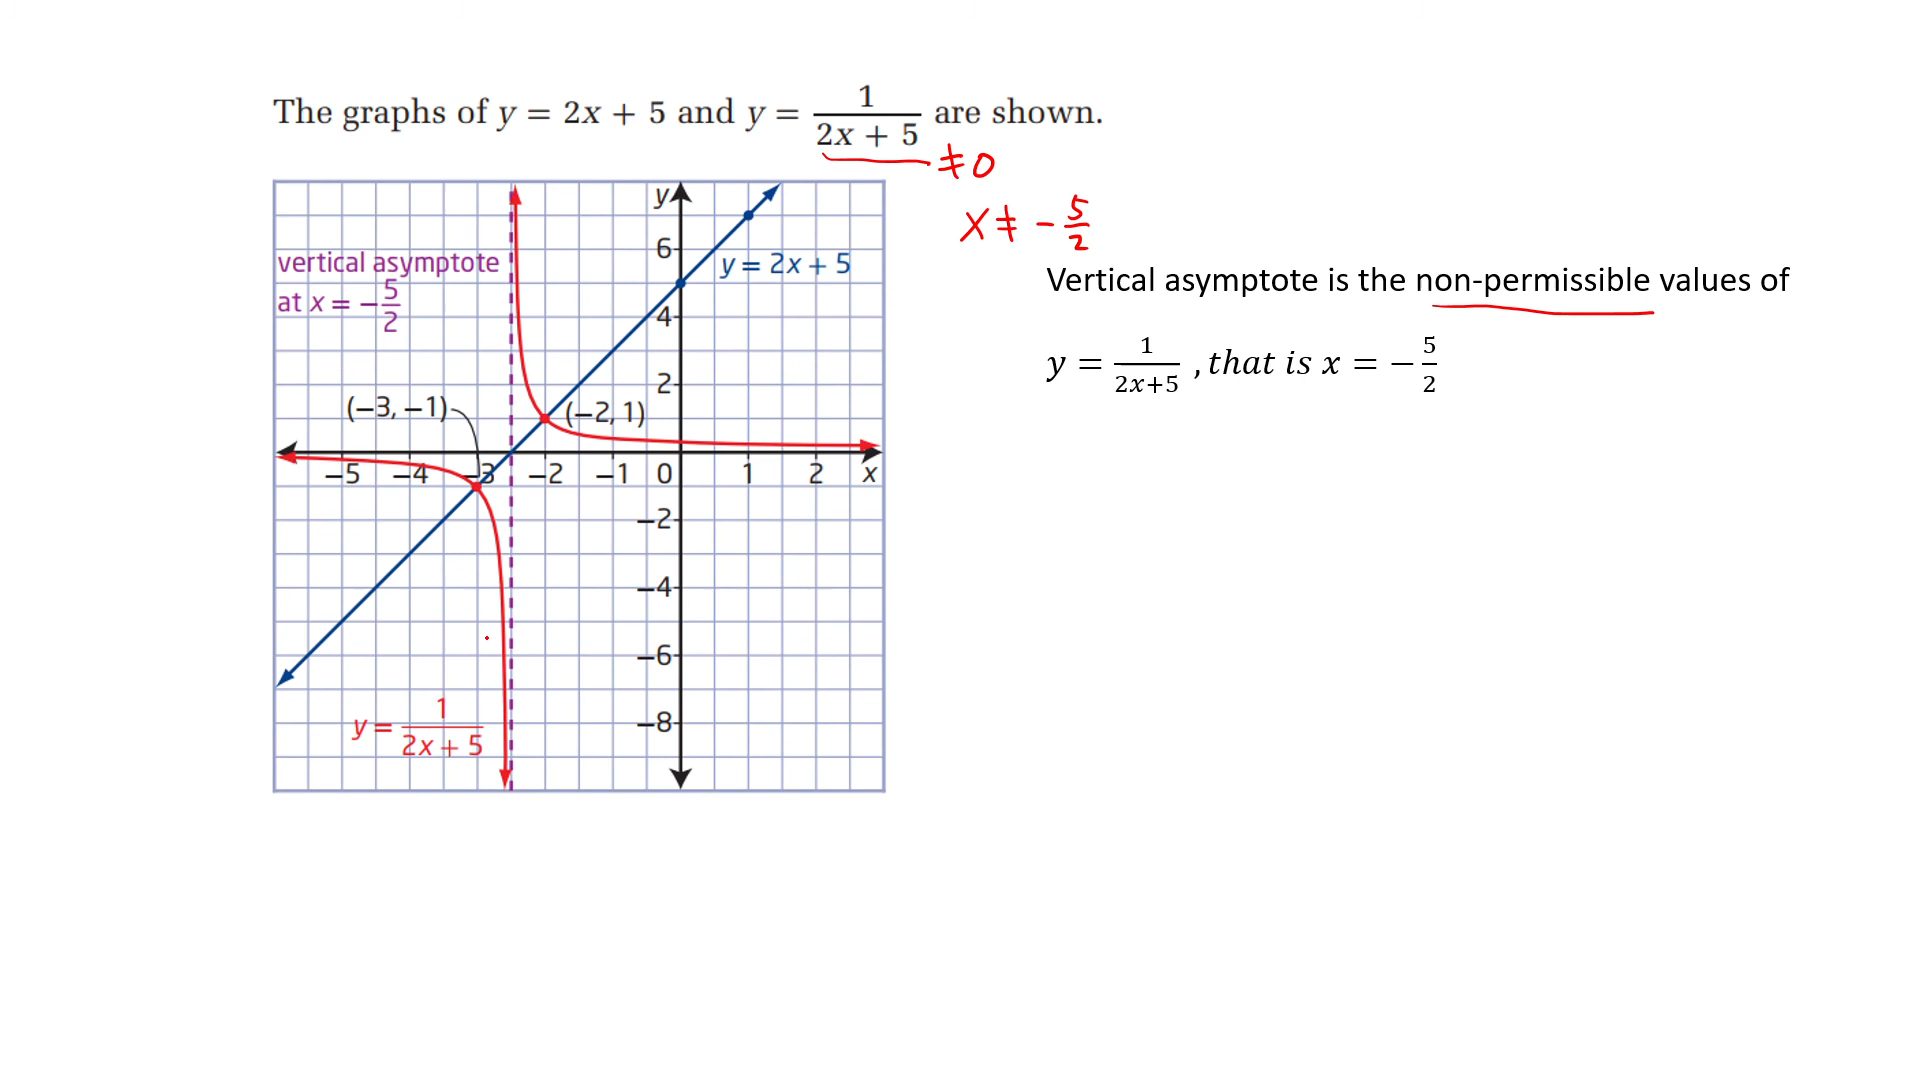 The graphs of y = 2x + 5 and y = 1/(2x + 5) are shown.
≠0
x ≠ - 5/2
Vertical asymptote is the non-permissible values of
y = 1/(2x+5) , that is x = − 5/2
y
6
y = 2x + 5
vertical asymptote
at x = −5/2
4
2
(−3, −1)
(−2, 1)
−5 −4 −3 −2 −1 0 1 2 x
−2
−4
−6
−8
y = 1/(2x + 5)